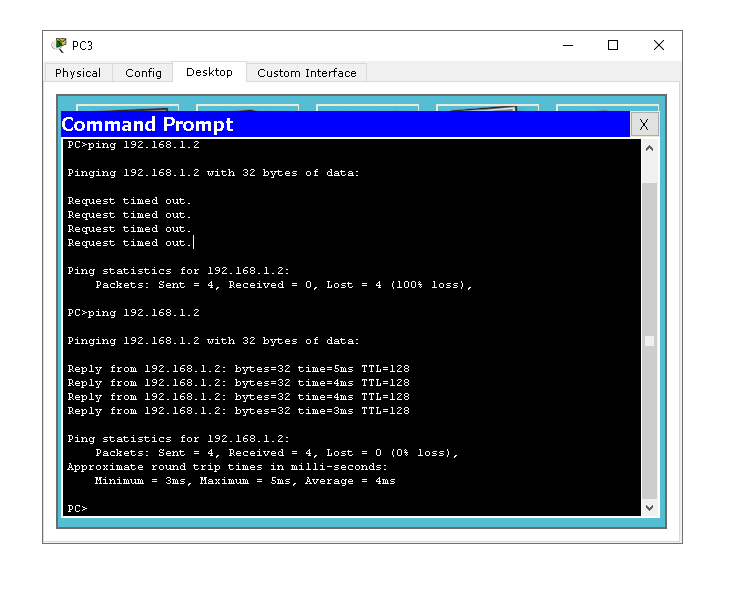 PC3
Physical Config Desktop Custom Interface
Command Prompt X
PC>ping 192.168.1.2
Pinging 192.168.1.2 with 32 bytes of data:
Request timed out.
Request timed out.
Request timed out.
Request timed out.
Ping statistics for 192.168.1.2:
Packets: Sent = 4, Received = 0, Lost = 4 (100% loss),
PC>ping 192.168.1.2
Pinging 192.168.1.2 with 32 bytes of data:
Reply from 192.168.1.2: bytes=32 time=5ms TTL=128
Reply from 192.168.1.2: bytes=32 time=4ms TTL=128
Reply from 192.168.1.2: bytes=32 time=4ms TTL=128
Reply from 192.168.1.2: bytes=32 time=3ms TTL=128
Ping statistics for 192.168.1.2:
Packets: Sent = 4, Received = 4, Lost = 0 (0% loss),
Approximate round trip times in milli-seconds:
Minimum = 3ms, Maximum = 5ms, Average = 4ms
PC>